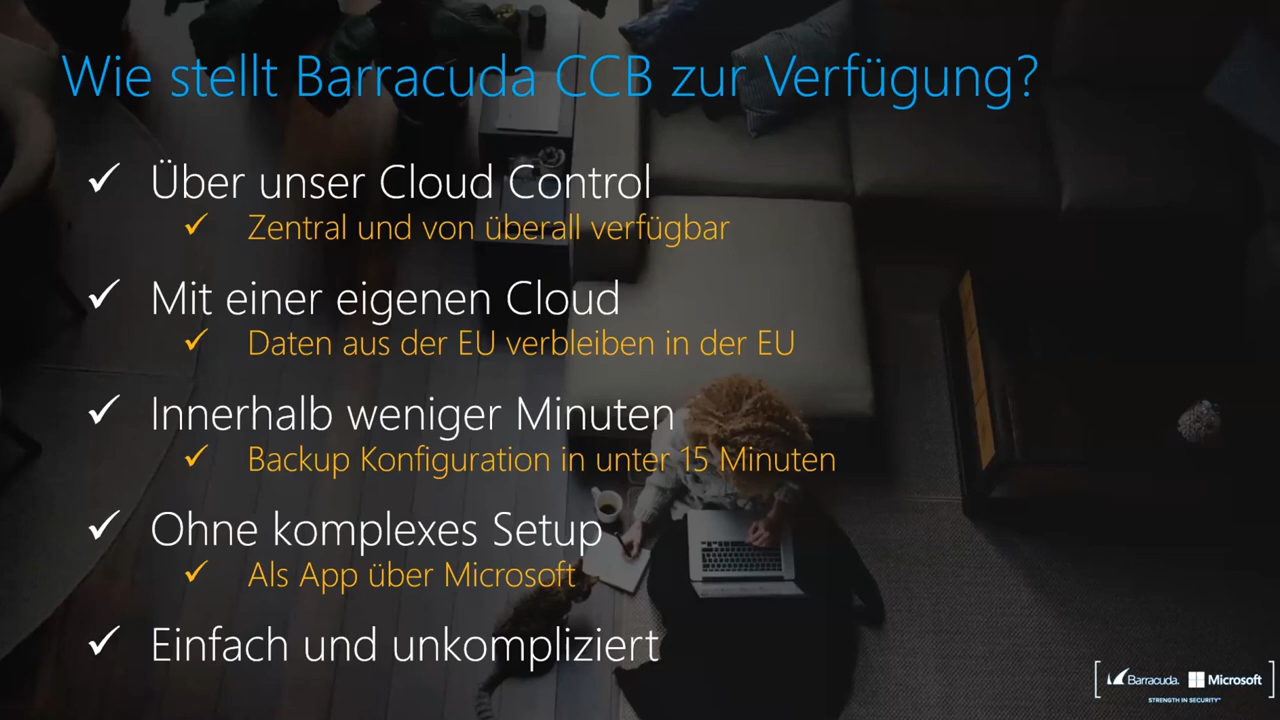 Wie stellt Barracuda CCB zur Verfügung?
Über unser Cloud Control
Zentral und von überall verfügbar
Mit einer eigenen Cloud
Daten aus der EU verbleiben in der EU
Innerhalb weniger Minuten
Backup Konfiguration in unter 15 Minuten
Ohne komplexes Setup
Als App über Microsoft
Einfach und unkompliziert
Barracuda. Microsoft
STRENGTH IN SECURITY™